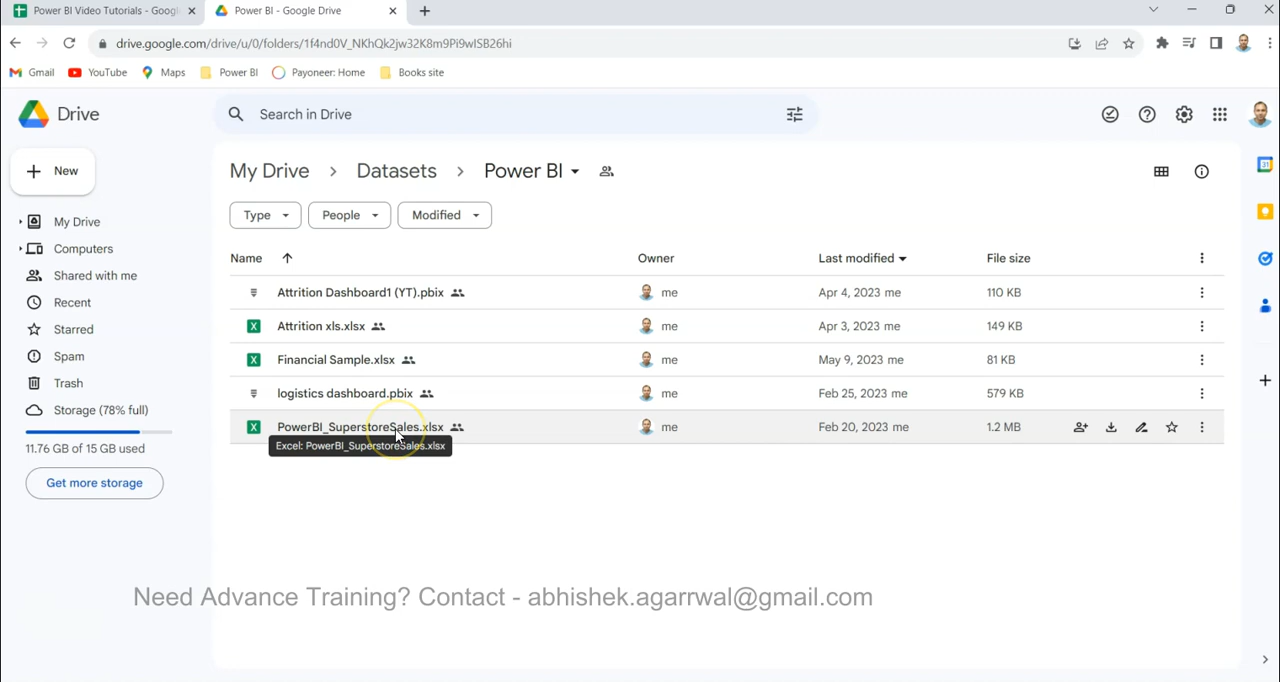 Power BI Video Tutorials - Googl
Power BI - Google Drive
drive.google.com/drive/u/0/folders/1f4nd0V_NKhQk2jw32K8m9Pi9wISB26hi
Gmail
YouTube
Maps
Power BI
Payoneer: Home
Books site
Drive
Search in Drive
New
My Drive
Computers
Shared with me
Recent
Starred
Spam
Trash
Storage (78% full)
11.76 GB of 15 GB used
Get more storage
My Drive > Datasets > Power BI
Type
People
Modified
Name Owner Last modified File size
Attrition Dashboard1 (YT).pbix me Apr 4, 2023 me 110 KB
X Attrition xls.xlsx me Apr 3, 2023 me 149 KB
X Financial Sample.xlsx me May 9, 2023 me 81 KB
logistics dashboard.pbix me Feb 25, 2023 me 579 KB
X PowerBI_SuperstoreSales.xlsx me Feb 20, 2023 me 1.2 MB
Excel: PowerBI_SuperstoreSales.xlsx
31
Need Advance Training? Contact - abhishek.agarrwal@gmail.com